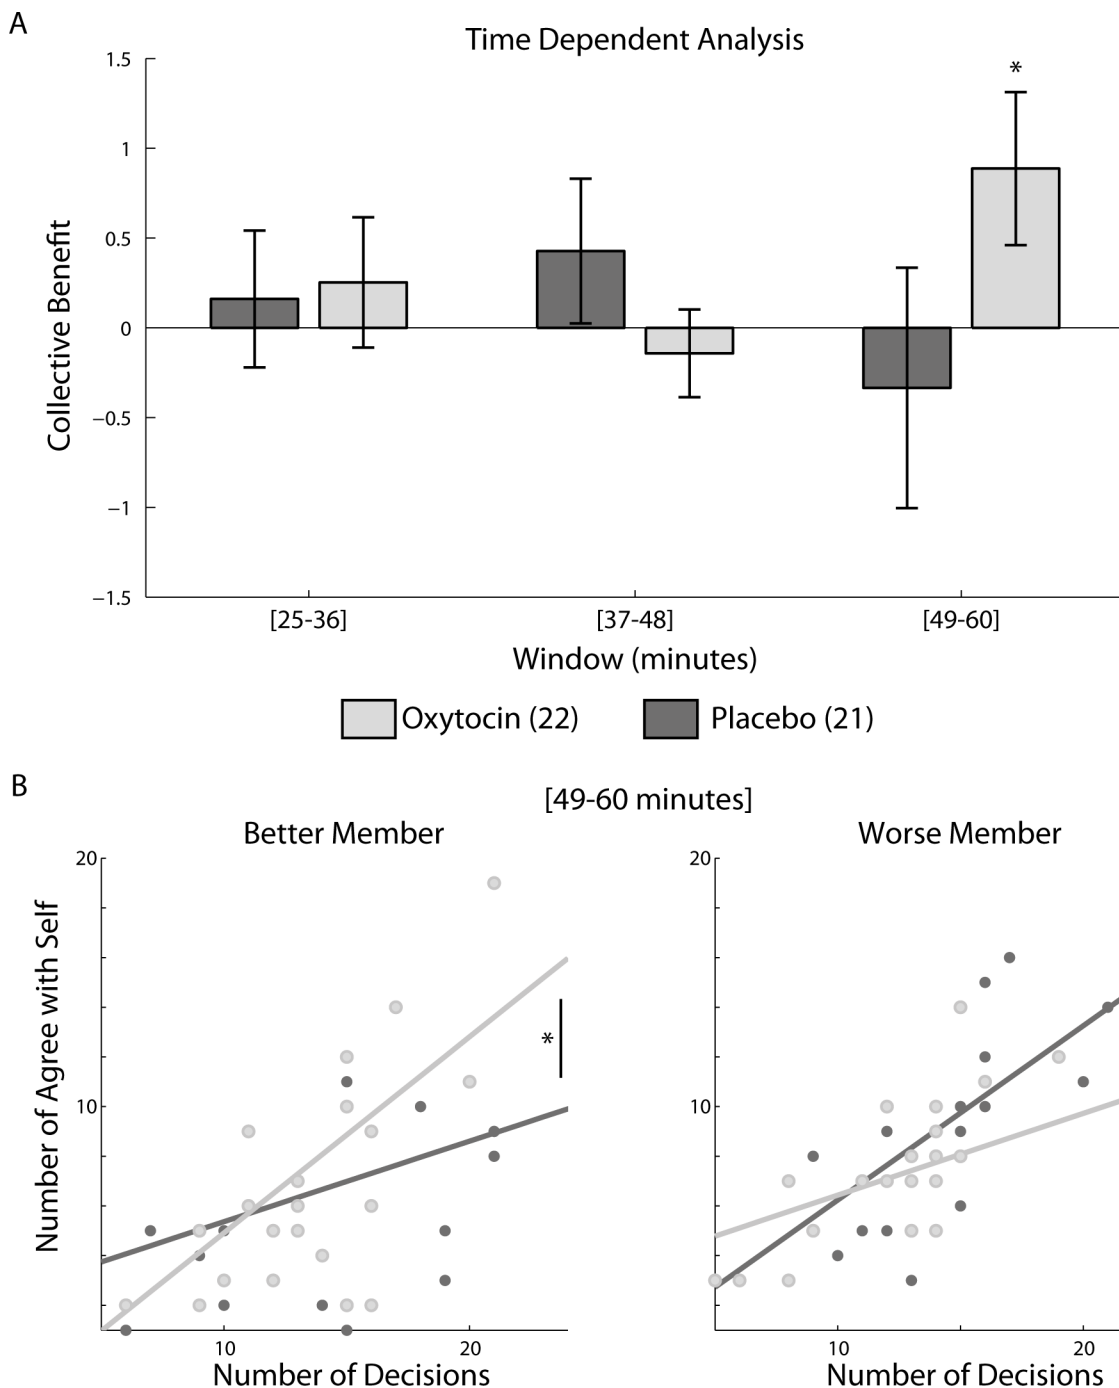 A
Time Dependent Analysis
*
1.5
1
0.5
0
−0.5
−1
−1.5
Collective Benefit
[25-36] [37-48] [49-60]
Window (minutes)
Oxytocin (22) Placebo (21)
B
[49-60 minutes]
Better Member Worse Member
20 20
Number of Agree with Self
*
10 10
10 20 10 20
Number of Decisions Number of Decisions